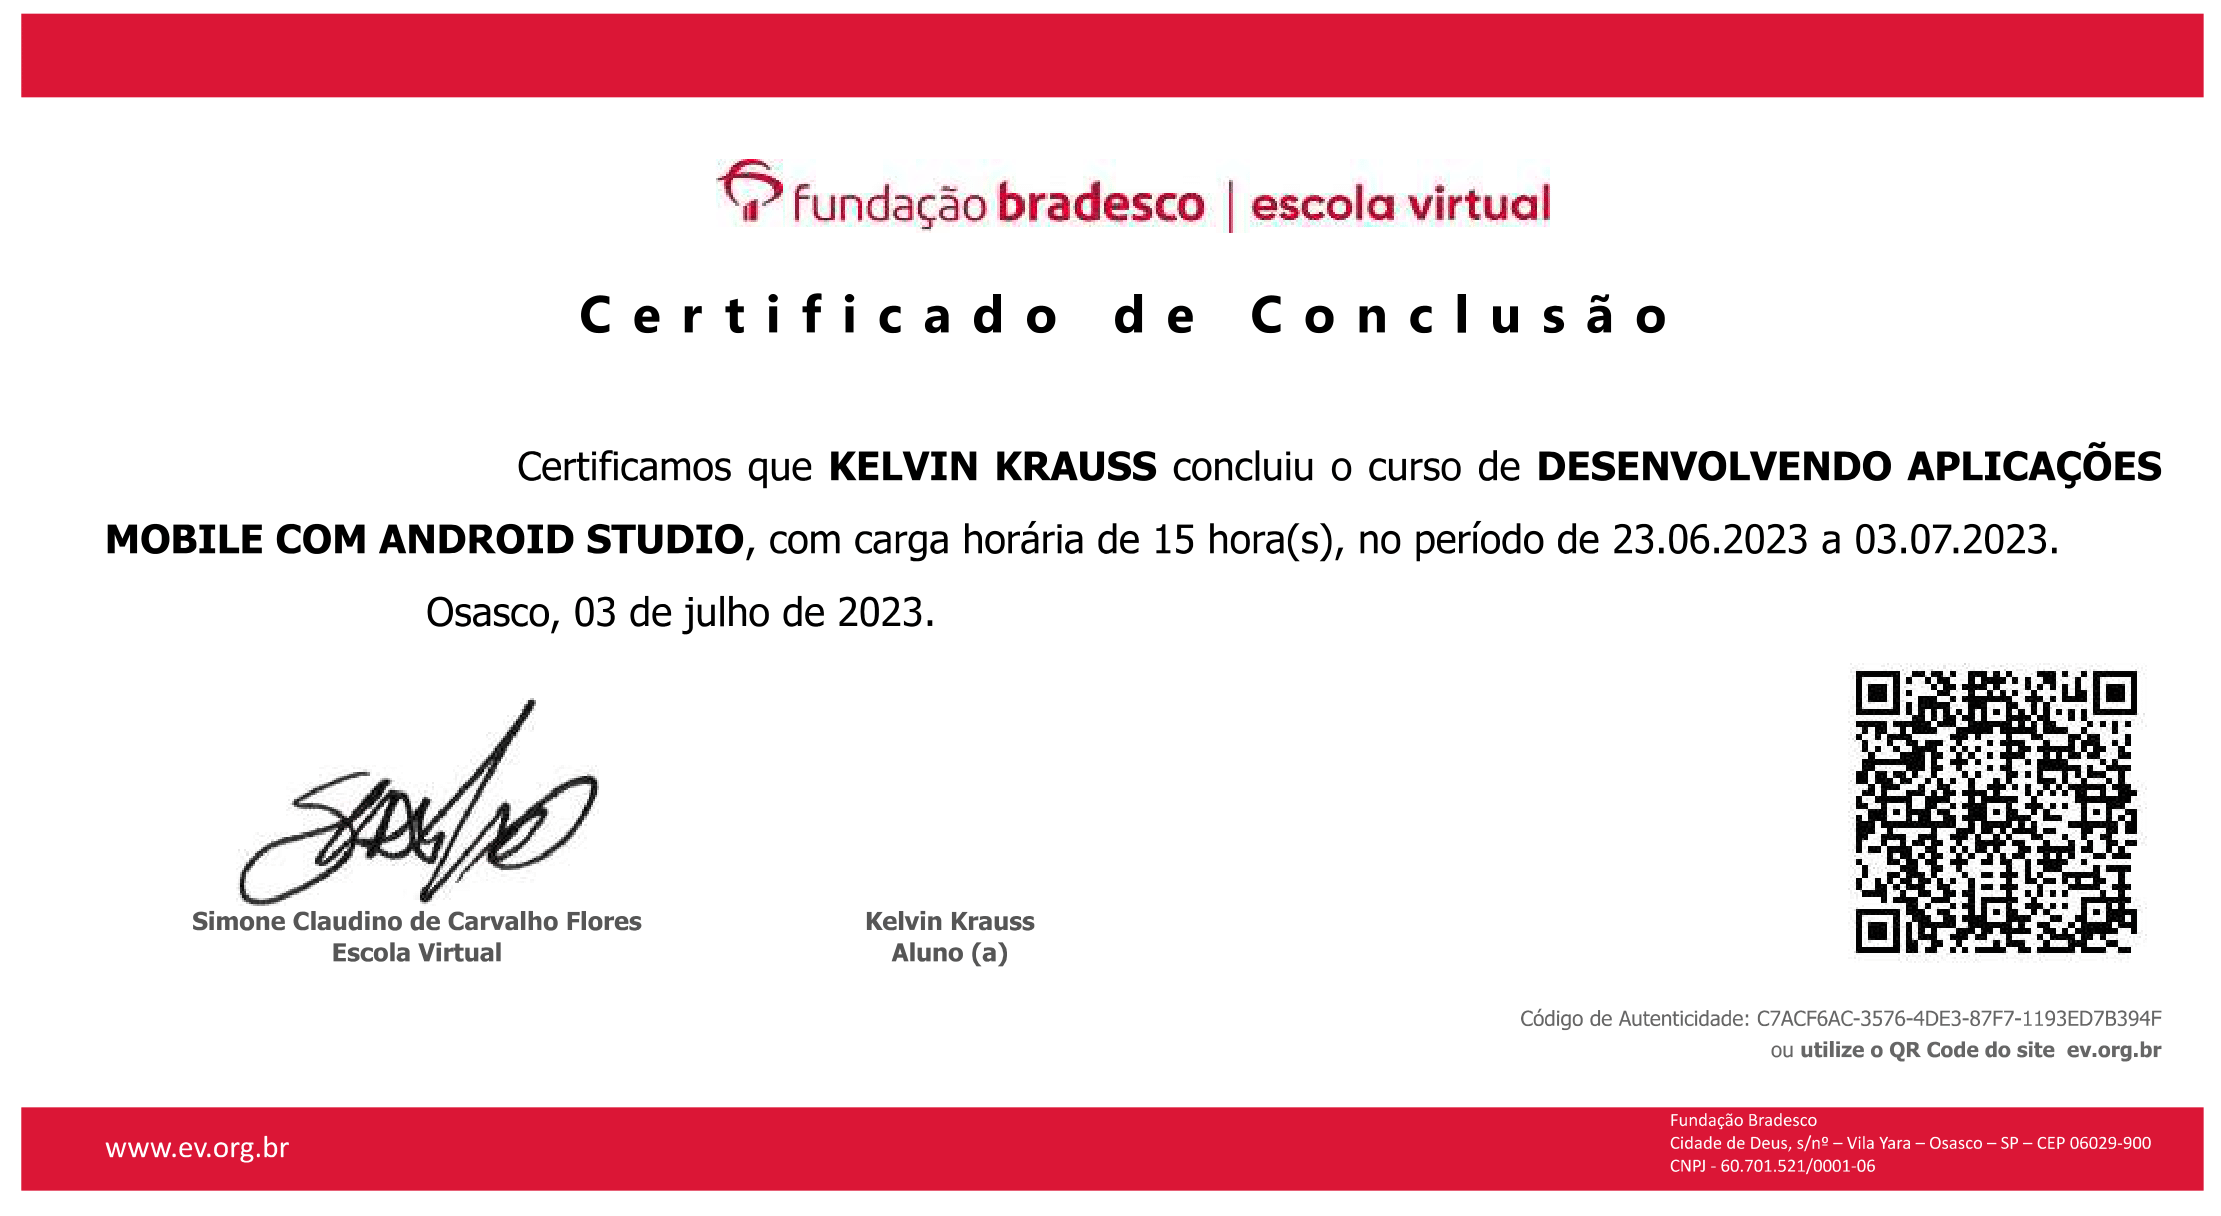 fundação bradesco | escola virtual
Certificado de Conclusão
Certificamos que KELVIN KRAUSS concluiu o curso de DESENVOLVENDO APLICAÇÕES
MOBILE COM ANDROID STUDIO, com carga horária de 15 hora(s), no período de 23.06.2023 a 03.07.2023.
Osasco, 03 de julho de 2023.
Simone Claudino de Carvalho Flores
Escola Virtual
Kelvin Krauss
Aluno (a)
Código de Autenticidade: C7ACF6AC-3576-4DE3-87F7-1193ED7B394F
ou utilize o QR Code do site ev.org.br
www.ev.org.br
Fundação Bradesco
Cidade de Deus, s/nº – Vila Yara – Osasco – SP – CEP 06029-900
CNPJ - 60.701.521/0001-06